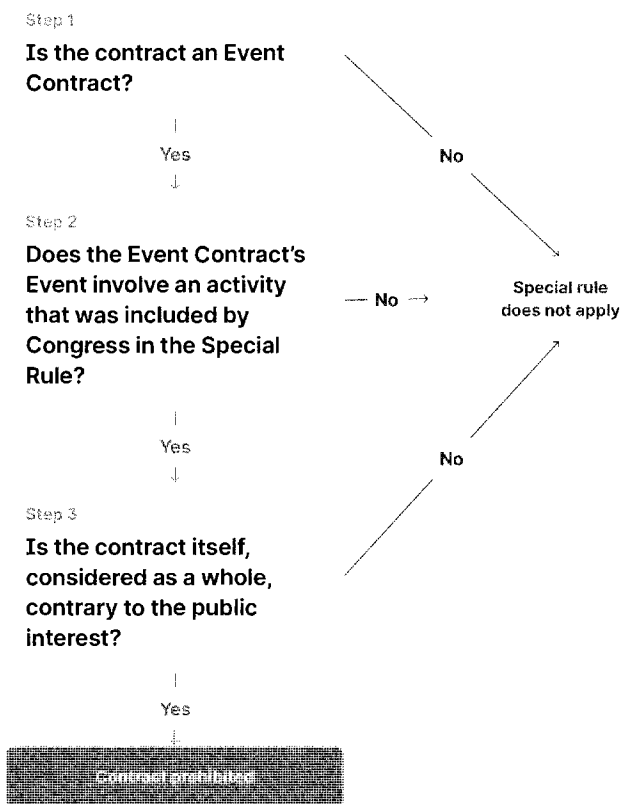 Step 1
Is the contract an Event
Contract?
No
Yes
Step 2
Does the Event Contract's
Event involve an activity
that was included by
Congress in the Special
Rule?
No
Special rule
does not apply
Yes
No
Step 3
Is the contract itself,
considered as a whole,
contrary to the public
interest?
Yes
Contract prohibited